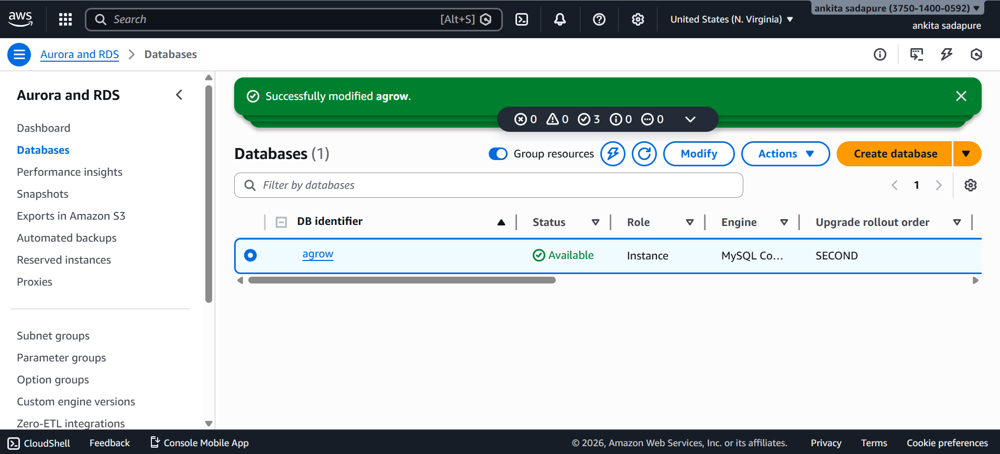 aws
Search [Alt+S]
United States (N. Virginia)
ankita sadapure (3750-1400-0592)
ankita sadapure
Aurora and RDS
Databases
Aurora and RDS
Dashboard
Databases
Performance insights
Snapshots
Exports in Amazon S3
Automated backups
Reserved instances
Proxies
Subnet groups
Parameter groups
Option groups
Custom engine versions
Zero-ETL integrations
Successfully modified agrow.
0 0 3 0 0
Databases (1)
Group resources
Modify
Actions
Create database
Filter by databases
1
DB identifier Status Role Engine Upgrade rollout order
agrow Available Instance MySQL Co... SECOND
CloudShell Feedback Console Mobile App © 2026, Amazon Web Services, Inc. or its affiliates. Privacy Terms Cookie preferences